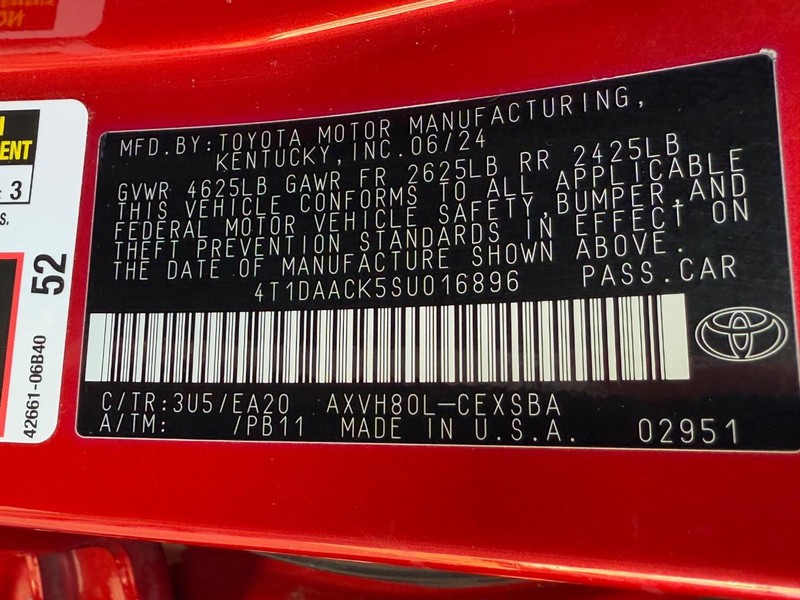 MFD.BY:TOYOTA MOTOR MANUFACTURING,
KENTUCKY,INC.06/24
GVWR 4625LB GAWR FR 2625LB RR 2425LB
THIS VEHICLE CONFORMS TO ALL APPLICABLE
FEDERAL MOTOR VEHICLE SAFETY,BUMPER,AND
THEFT PREVENTION STANDARDS IN EFFECT ON
THE DATE OF MANUFACTURE SHOWN ABOVE.
4T1DAACK5SU016896 PASS.CAR
C/TR:3U5/EA20 AXVH80L-CEXSBA
A/TM: /PB11 MADE IN U.S.A. 02951
3
52
42661-06B40